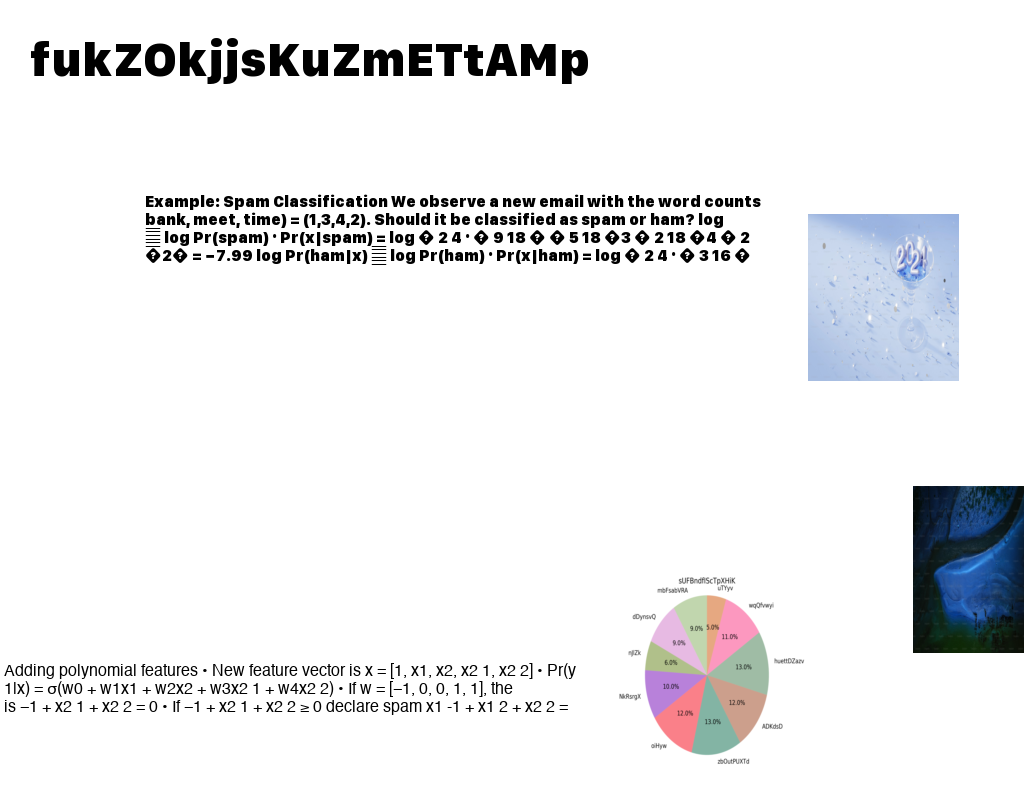 fukZOkjjsKuZmETtAMp
Example: Spam Classification We observe a new email with the word counts
bank, meet, time) = (1,3,4,2). Should it be classified as spam or ham? log
log Pr(spam) · Pr(x|spam) = log � 2 4 · � 9 18 � � 5 18 �3 � 2 18 �4 � 2
�2� = −7.99 log Pr(ham|x) log Pr(ham) · Pr(x|ham) = log � 2 4 · � 3 16 �
221
sUFBndflScTpXHiK
uTYyv
mbFsabVRA
wqQfvwyi
dDynsvQ
9.0%
5.0%
11.0%
9.0%
huettDZazv
6.0%
13.0%
10.0%
NkRsrgX
12.0%
12.0%
13.0%
ADKdsD
oiHyw
zbOutPUXTd
Adding polynomial features • New feature vector is x = [1, x1, x2, x2 1, x2 2] • Pr(y
1|x) = σ(w0 + w1x1 + w2x2 + w3x2 1 + w4x2 2) • If w = [−1, 0, 0, 1, 1], the
is −1 + x2 1 + x2 2 = 0 • If −1 + x2 1 + x2 2 ≥ 0 declare spam x1 -1 + x1 2 + x2 2 =